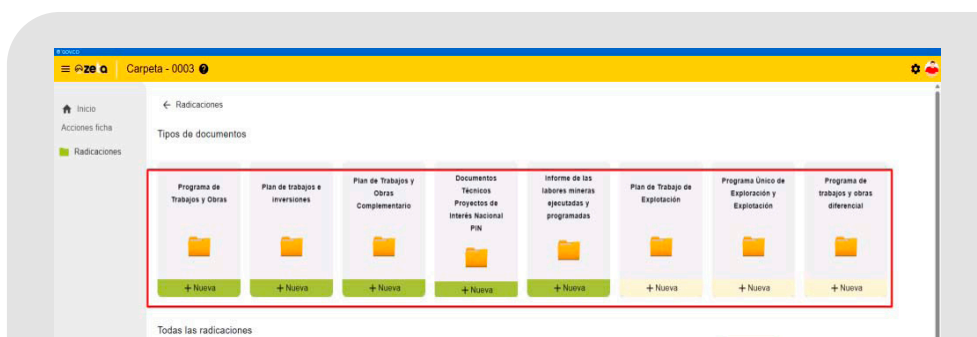 GOV.CO
Carpeta - 0003
Inicio
← Radicaciones
Acciones ficha
Tipos de documentos
Radicaciones
Programa de
Trabajos y Obras
+ Nueva
Plan de trabajos e
inversiones
+ Nueva
Plan de Trabajos y
Obras
Complementario
+ Nueva
Documentos
Técnicos
Proyectos de
Interés Nacional
PIN
+ Nueva
Informe de las
labores mineras
ejecutadas y
programadas
+ Nueva
Plan de Trabajo de
Explotación
+ Nueva
Programa Único de
Exploración y
Explotación
+ Nueva
Programa de
trabajos y obras
diferencial
+ Nueva
Todas las radicaciones